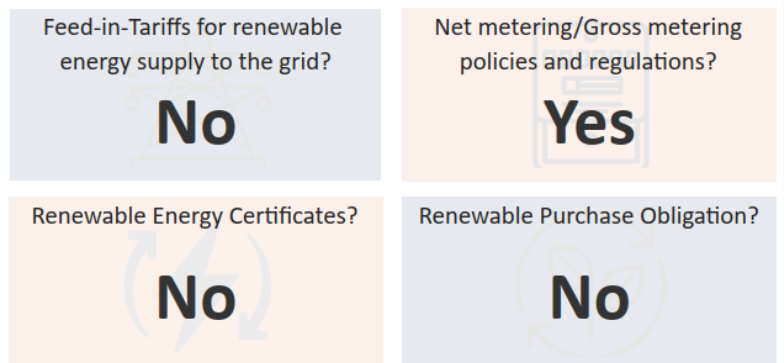 Feed-in-Tariffs for renewable
energy supply to the grid?
No
Net metering/Gross metering
policies and regulations?
Yes
Renewable Energy Certificates?
No
Renewable Purchase Obligation?
No